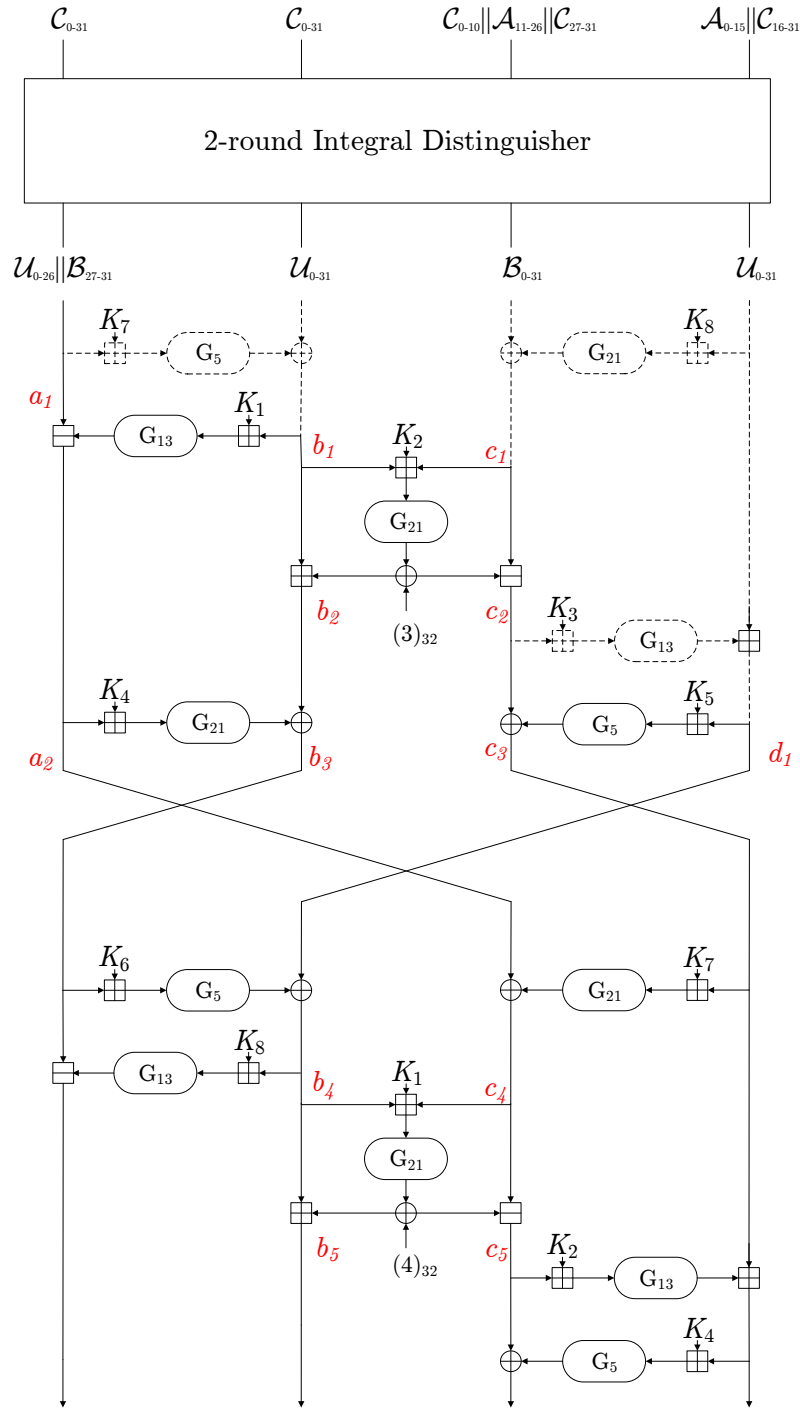 𝒞₀₋₃₁ 𝒞₀₋₃₁ 𝒞₀₋₁₀||𝒜₁₁₋₂₆||𝒞₂₇₋₃₁ 𝒜₀₋₁₅||𝒞₁₆₋₃₁
2-round Integral Distinguisher
𝒰₀₋₂₆||ℬ₂₇₋₃₁ 𝒰₀₋₃₁ ℬ₀₋₃₁ 𝒰₀₋₃₁
K₇ K₈
G₅ G₂₁
a₁ K₁
G₁₃ b₁ K₂ c₁
G₂₁
b₂ c₂ K₃
(3)₃₂ G₁₃
K₄ K₅
G₂₁ G₅
a₂ b₃ c₃ d₁
K₆ K₇
G₅ G₂₁
K₈ K₁
G₁₃ b₄ c₄
G₂₁
b₅ c₅ K₂
(4)₃₂ G₁₃
K₄
G₅